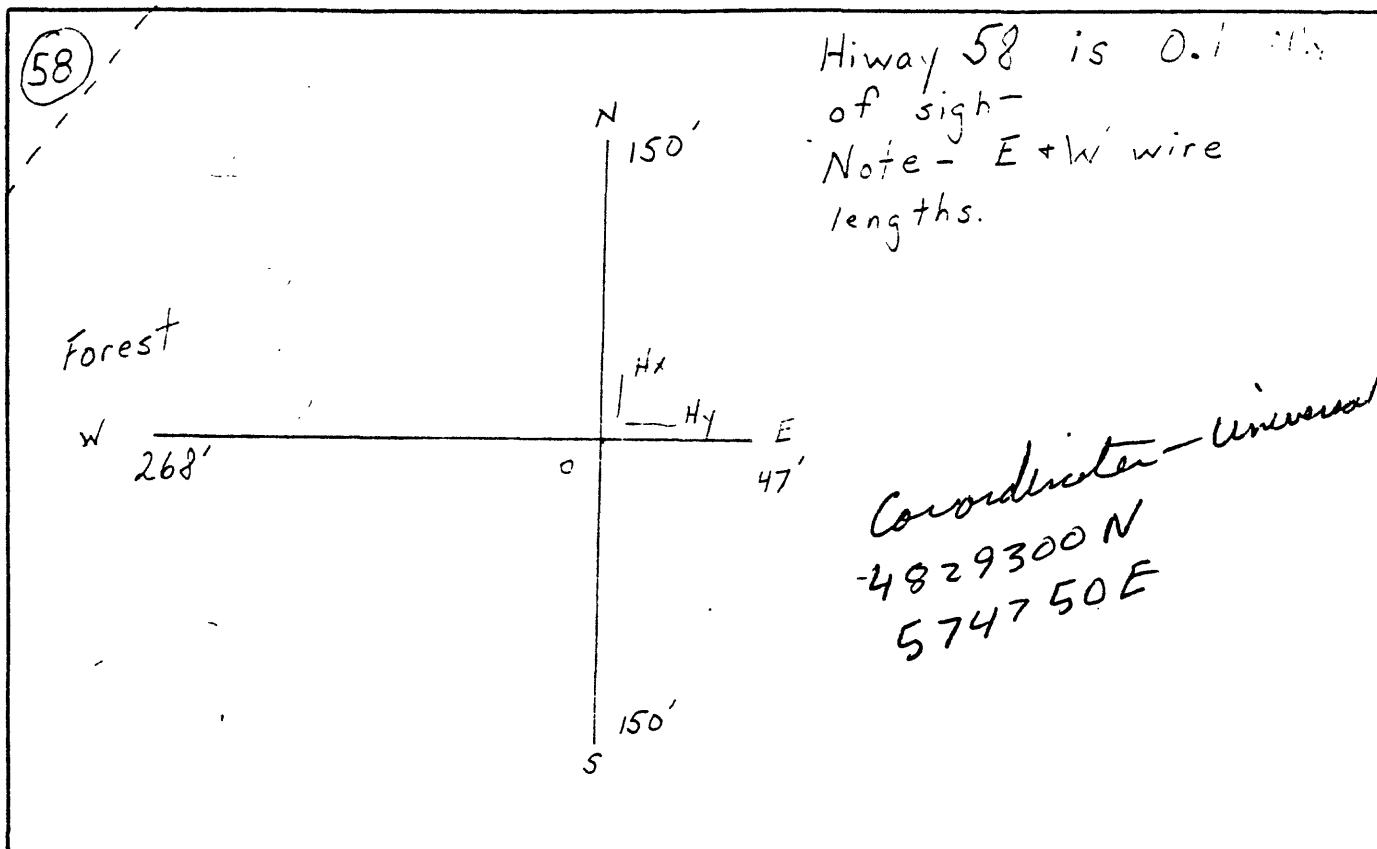 58
Hiway 58 is 0.1
of sigh-
Note - E + W wire
lengths.
N
150'
Forest
Hx
Hy
W
E
268'
0
47'
Coordinates - Universal
4829300 N
574750 E
150'
S